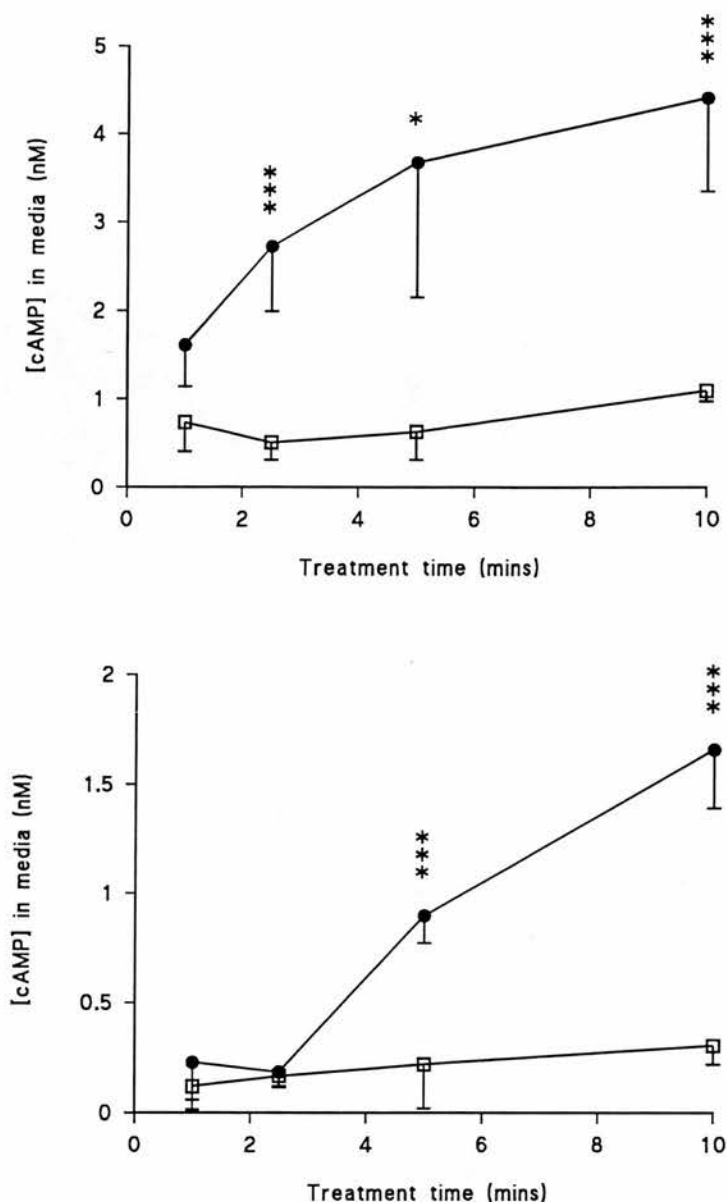 ***
5
*
4
***
3
2
1
0
[cAMP] in media (nM)
0 2 4 6 8 10
Treatment time (mins)
***
2
1.5
***
1
0.5
0
[cAMP] in media (nM)
0 2 4 6 8 10
Treatment time (mins)